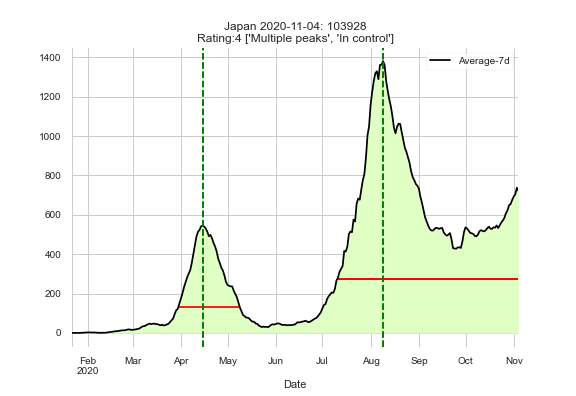 Japan 2020-11-04: 103928
Rating:4 ['Multiple peaks', 'In control']
Average-7d
1400
1200
1000
800
600
400
200
0
Feb Mar Apr May Jun Jul Aug Sep Oct Nov
2020
Date